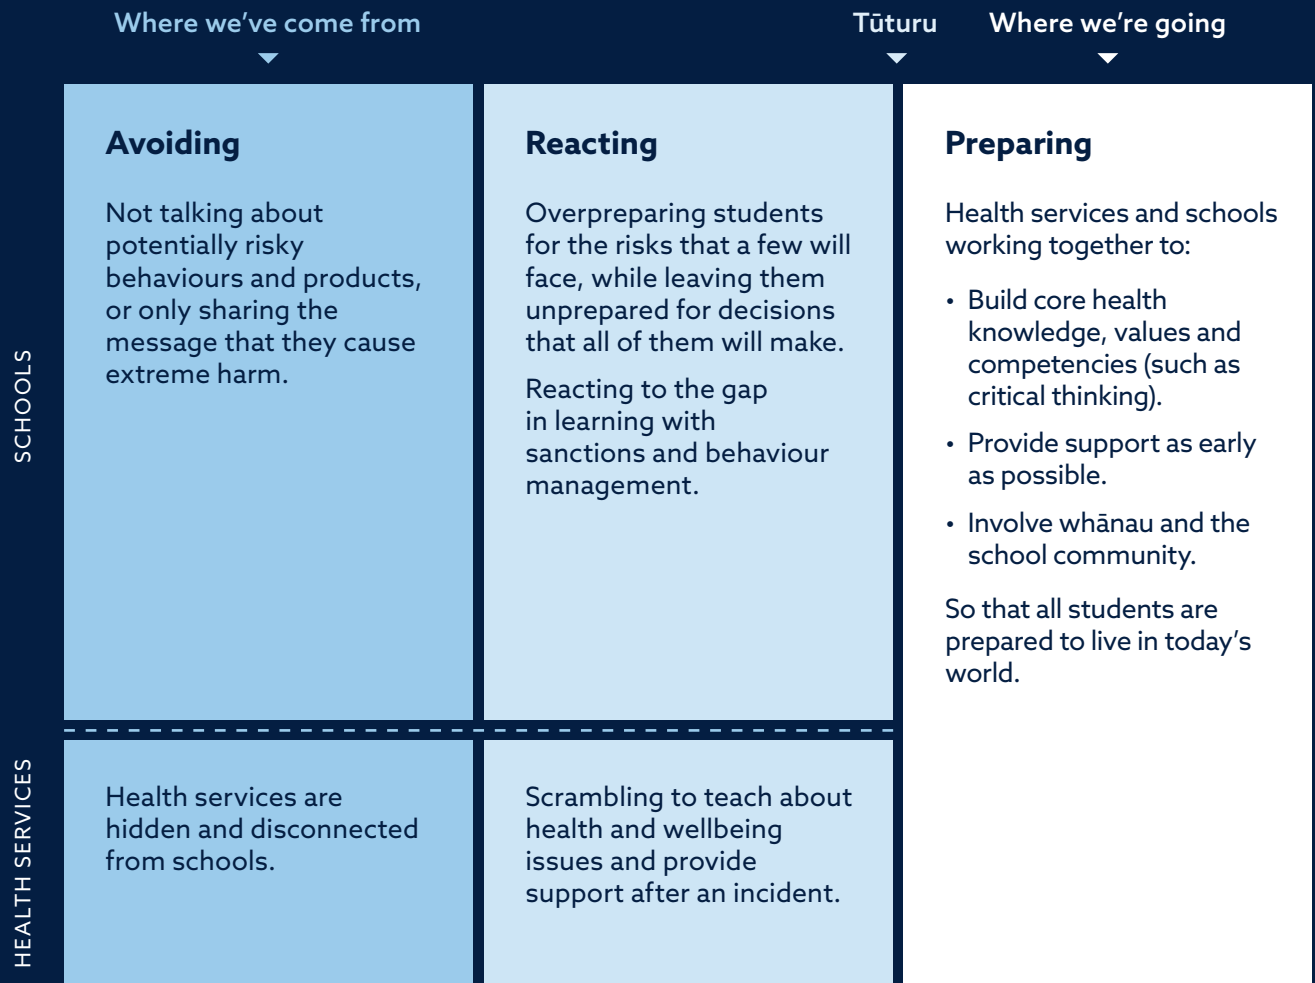 Where we've come from
Tūturu
Where we're going
SCHOOLS
Avoiding
Not talking about
potentially risky
behaviours and products,
or only sharing the
message that they cause
extreme harm.
Reacting
Overpreparing students
for the risks that a few will
face, while leaving them
unprepared for decisions
that all of them will make.
Reacting to the gap
in learning with
sanctions and behaviour
management.
Preparing
Health services and schools
working together to:
• Build core health
knowledge, values and
competencies (such as
critical thinking).
• Provide support as early
as possible.
• Involve whānau and the
school community.
So that all students are
prepared to live in today's
world.
HEALTH SERVICES
Health services are
hidden and disconnected
from schools.
Scrambling to teach about
health and wellbeing
issues and provide
support after an incident.